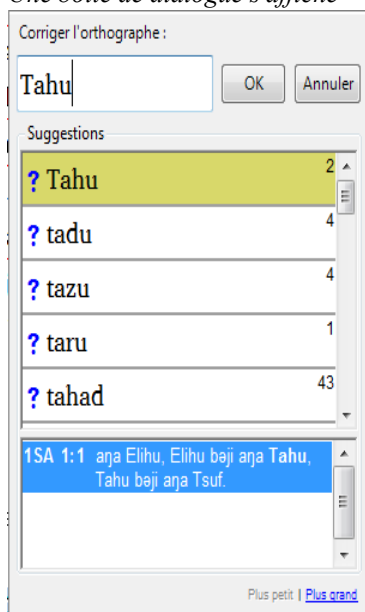 Une boîte de dialogue s'affiche
Corriger l'orthographe :
Tahu
OK
Annuler
Suggestions
? Tahu 2
? tadu 4
? tazu 4
? taru 1
? tahad 43
1SA 1:1 aŋa Elihu, Elihu bəji aŋa Tahu,
Tahu bəji aŋa Tsuf.
Plus petit | Plus grand